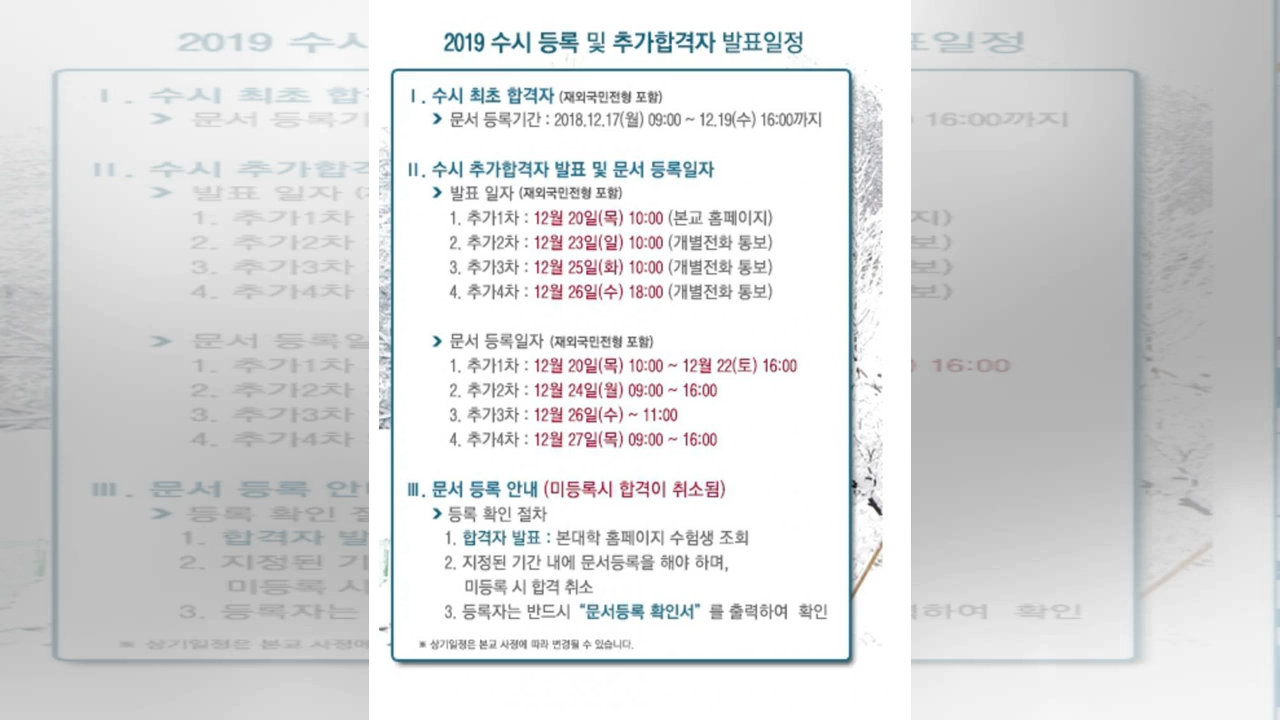 2019 수시 등록 및 추가합격자 발표일정
Ⅰ. 수시 최초 합격자 (재외국민전형 포함)
> 문서 등록기간 : 2018.12.17(월) 09:00 ~ 12.19(수) 16:00까지
Ⅱ. 수시 추가합격자 발표 및 문서 등록일자
> 발표 일자 (재외국민전형 포함)
1. 추가1차 : 12월 20일(목) 10:00 (본교 홈페이지)
2. 추가2차 : 12월 23일(일) 10:00 (개별전화 통보)
3. 추가3차 : 12월 25일(화) 10:00 (개별전화 통보)
4. 추가4차 : 12월 26일(수) 18:00 (개별전화 통보)
> 문서 등록일자 (재외국민전형 포함)
1. 추가1차 : 12월 20일(목) 10:00 ~ 12월 22(토) 16:00
2. 추가2차 : 12월 24일(월) 09:00 ~ 16:00
3. 추가3차 : 12월 26일(수) ~ 11:00
4. 추가4차 : 12월 27일(목) 09:00 ~ 16:00
Ⅲ. 문서 등록 안내 (미등록시 합격이 취소됨)
> 등록 확인 절차
1. 합격자 발표 : 본대학 홈페이지 수험생 조회
2. 지정된 기간 내에 문서등록을 해야 하며,
미등록 시 합격 취소
3. 등록자는 반드시 “문서등록 확인서” 를 출력하여 확인
※ 상기일정은 본교 사정에 따라 변경될 수 있습니다.